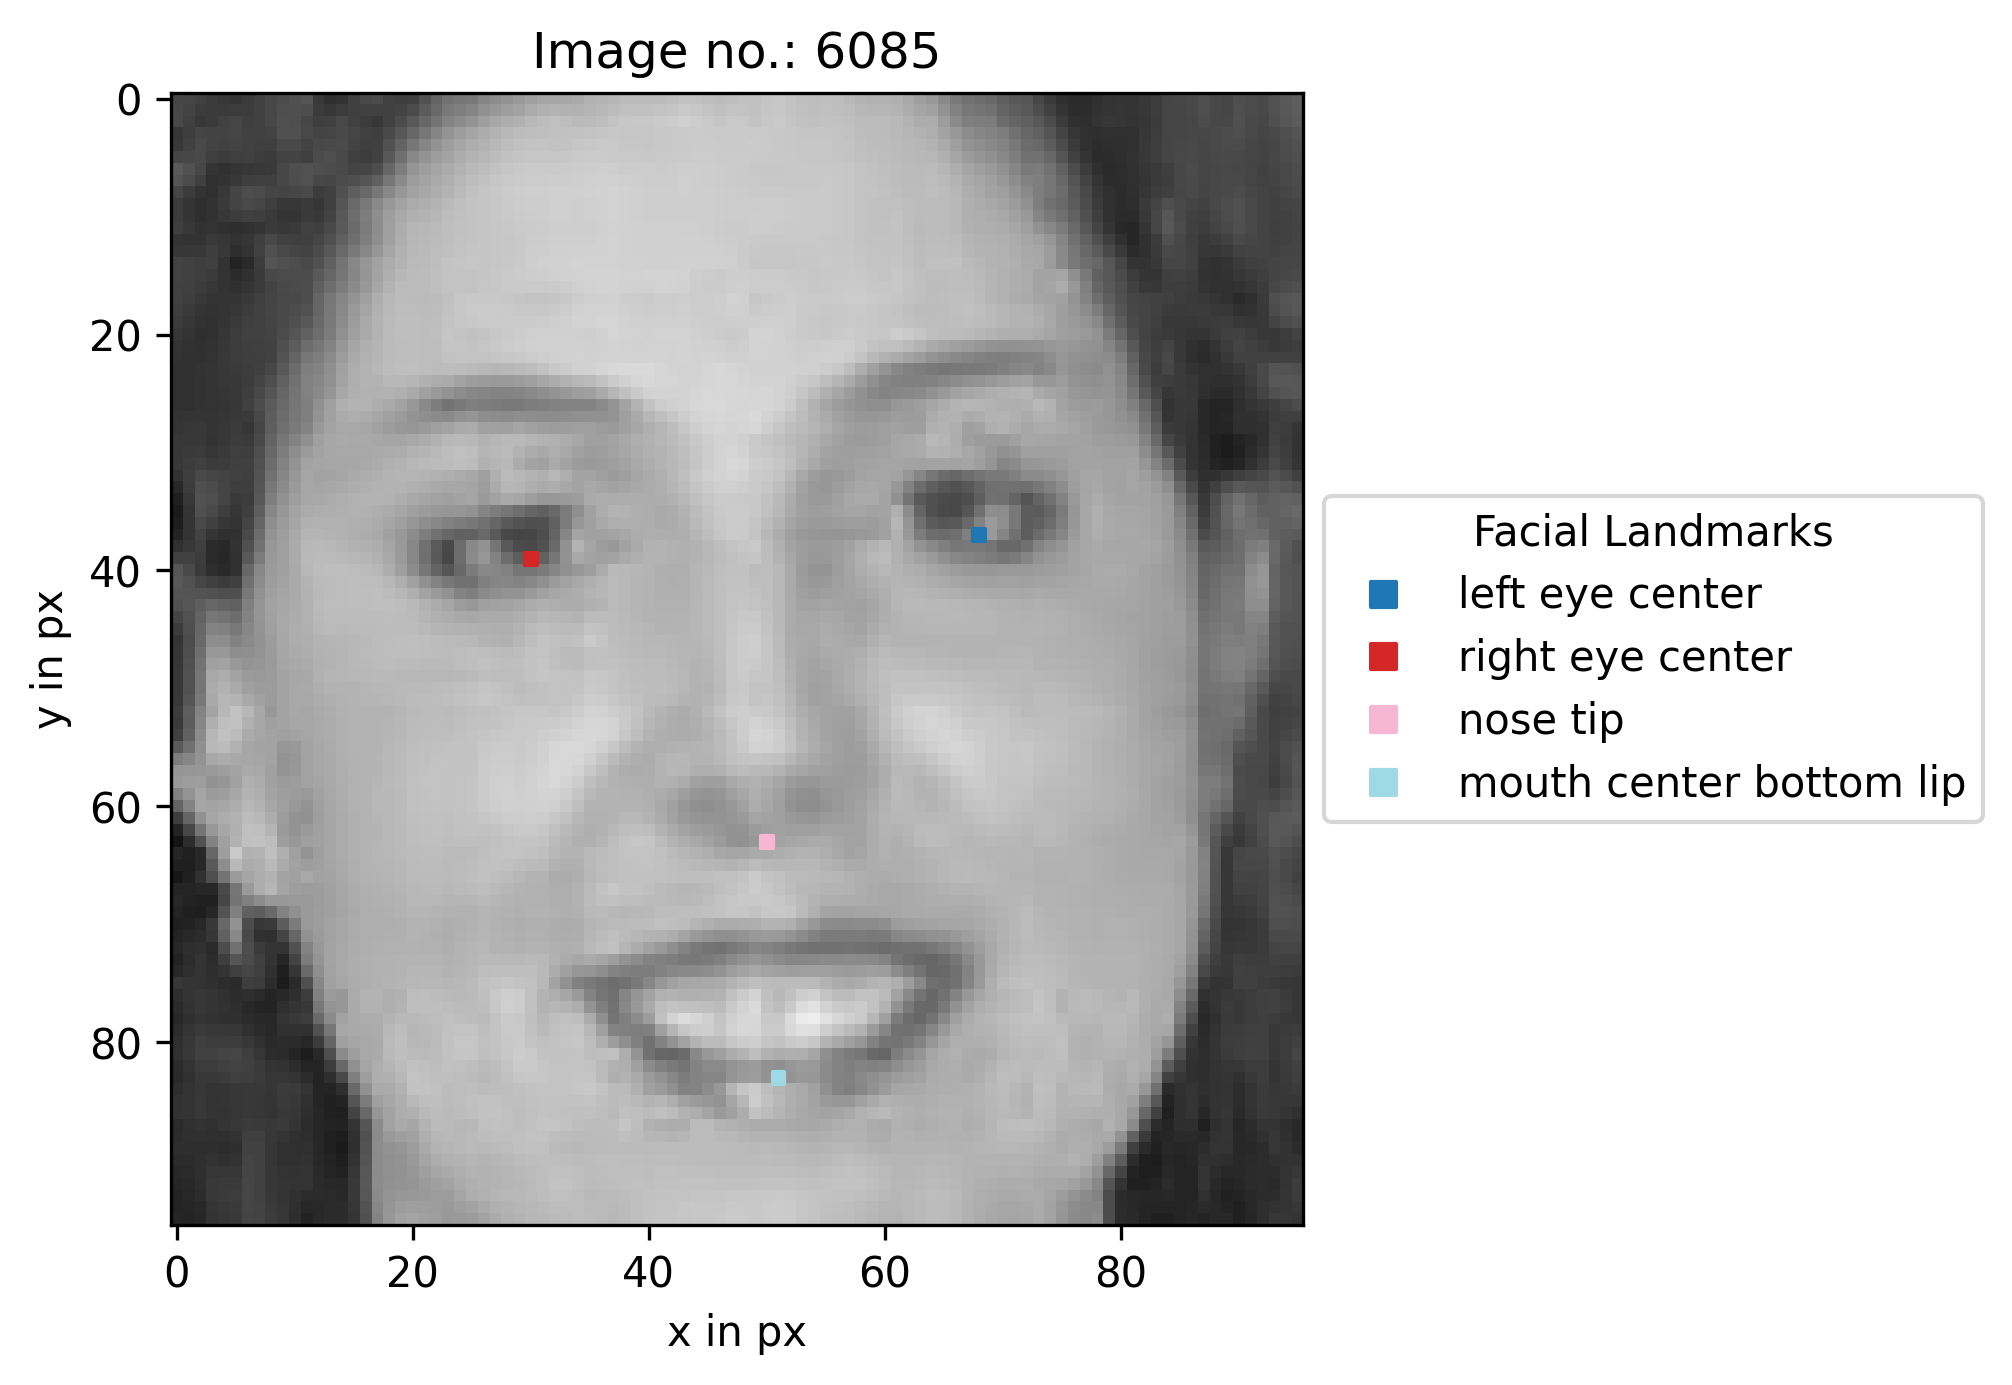 Image no.: 6085
0
20
40
60
80
y in px
0 20 40 60 80
x in px
Facial Landmarks
left eye center
right eye center
nose tip
mouth center bottom lip